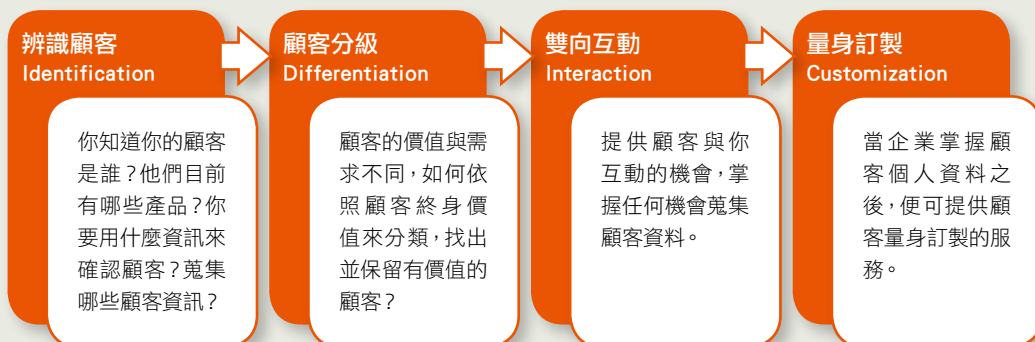 辨識顧客
Identification
你知道你的顧客
是誰？他們目前
有哪些產品？你
要用什麼資訊來
確認顧客？蒐集
哪些顧客資訊？
顧客分級
Differentiation
顧客的價值與需
求不同，如何依
照顧客終身價
值來分類，找出
並保留有價值的
顧客？
雙向互動
Interaction
提供顧客與你
互動的機會，掌
握任何機會蒐集
顧客資料。
量身訂製
Customization
當企業掌握顧
客個人資料之
後，便可提供顧
客量身訂製的服
務。